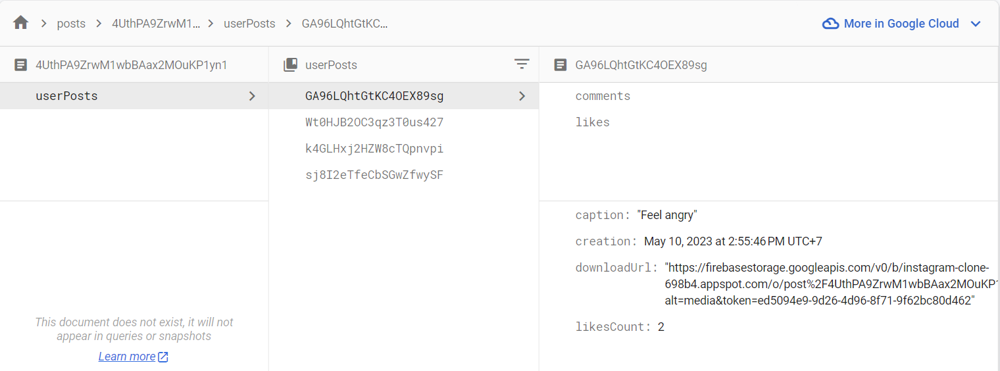 posts
4UthPA9ZrwM1...
userPosts
GA96LQhtGtKC...
More in Google Cloud
4UthPA9ZrwM1wbBAax2MOuKP1yn1
userPosts
GA96LQhtGtKC4OEX89sg
userPosts
GA96LQhtGtKC4OEX89sg
comments
Wt0HJB2OC3qz3T0us427
likes
k4GLHxj2HZW8cTQpnvpi
sj8I2eTfeCbSGwZfwySF
caption: "Feel angry"
creation: May 10, 2023 at 2:55:46 PM UTC+7
downloadUrl: "https://firebasestorage.googleapis.com/v0/b/instagram-clone-
698b4.appspot.com/o/post%2F4UthPA9ZrwM1wbBAax2MOuKP1
alt=media&token=ed5094e9-9d26-4d96-8f71-9f62bc80d462"
likesCount: 2
This document does not exist, it will not
appear in queries or snapshots
Learn more